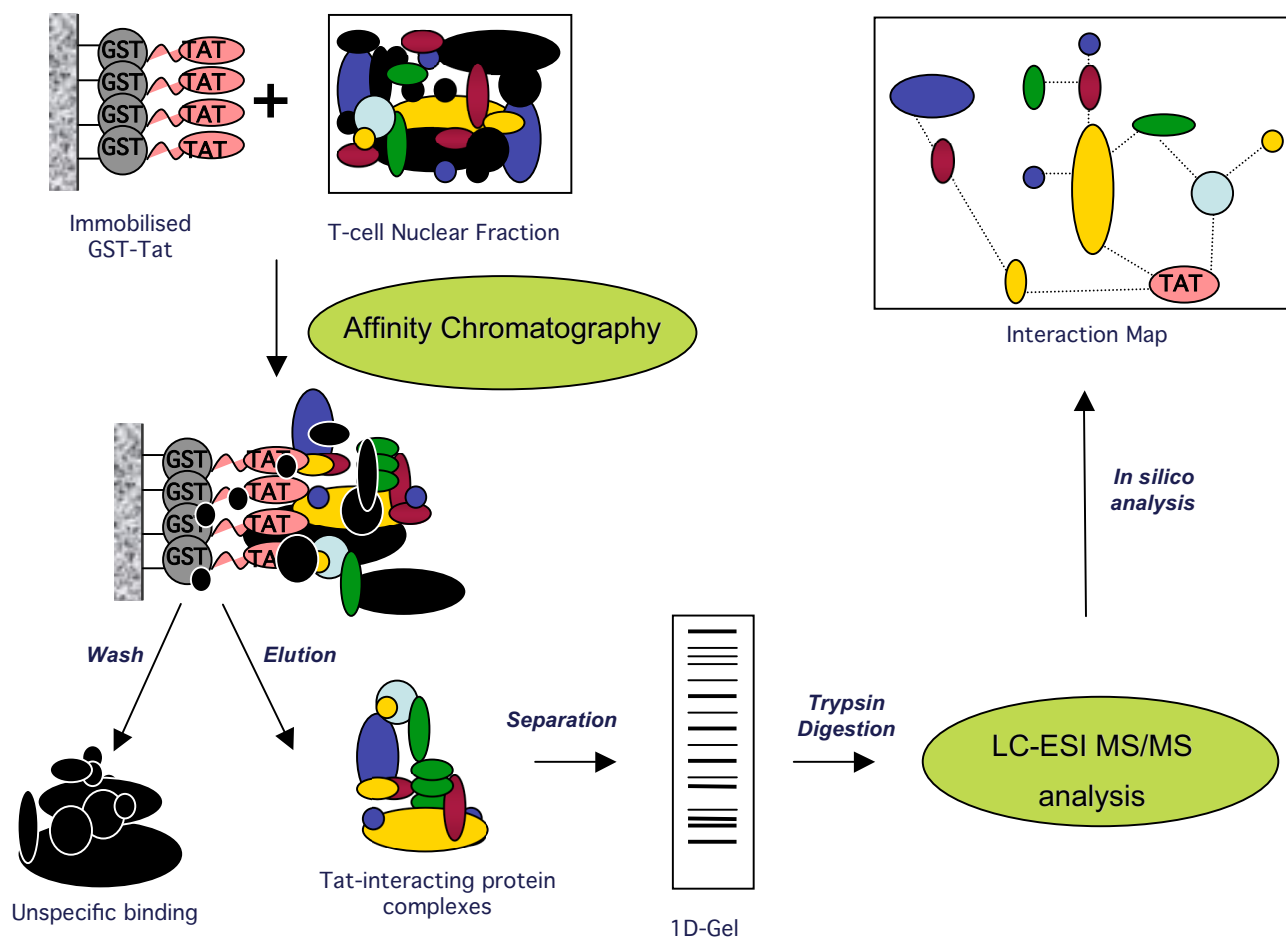 GST TAT
GST TAT
GST TAT
GST TAT
+
Immobilised
GST-Tat
T-cell Nuclear Fraction
Affinity Chromatography
GST TAT
GST TAT
GST TAT
GST TA
Wash
Elution
Unspecific binding
Tat-interacting protein
complexes
Separation
1D-Gel
Trypsin
Digestion
LC-ESI MS/MS
analysis
In silico
analysis
TAT
Interaction Map